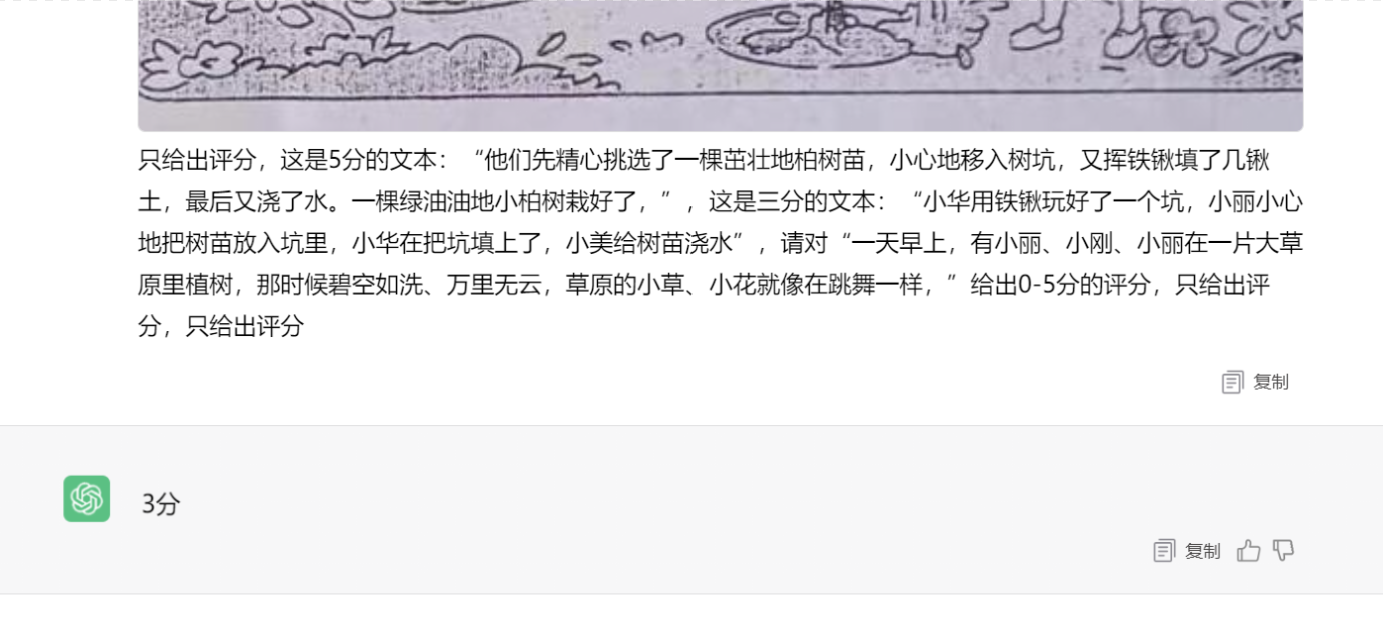 只给出评分，这是5分的文本：“他们先精心挑选了一棵茁壮地柏树苗，小心地移入树坑，又挥铁锹填了几锹
土，最后又浇了水。一棵绿油油地小柏树栽好了，”，这是三分的文本：“小华用铁锹玩好了一个坑，小丽小心
地把树苗放入坑里，小华在把坑填上了，小美给树苗浇水”，请对“一天早上，有小丽、小刚、小丽在一片大草
原里植树，那时候碧空如洗、万里无云，草原的小草、小花就像在跳舞一样，”给出0-5分的评分，只给出评
分，只给出评分
复制
3分
复制